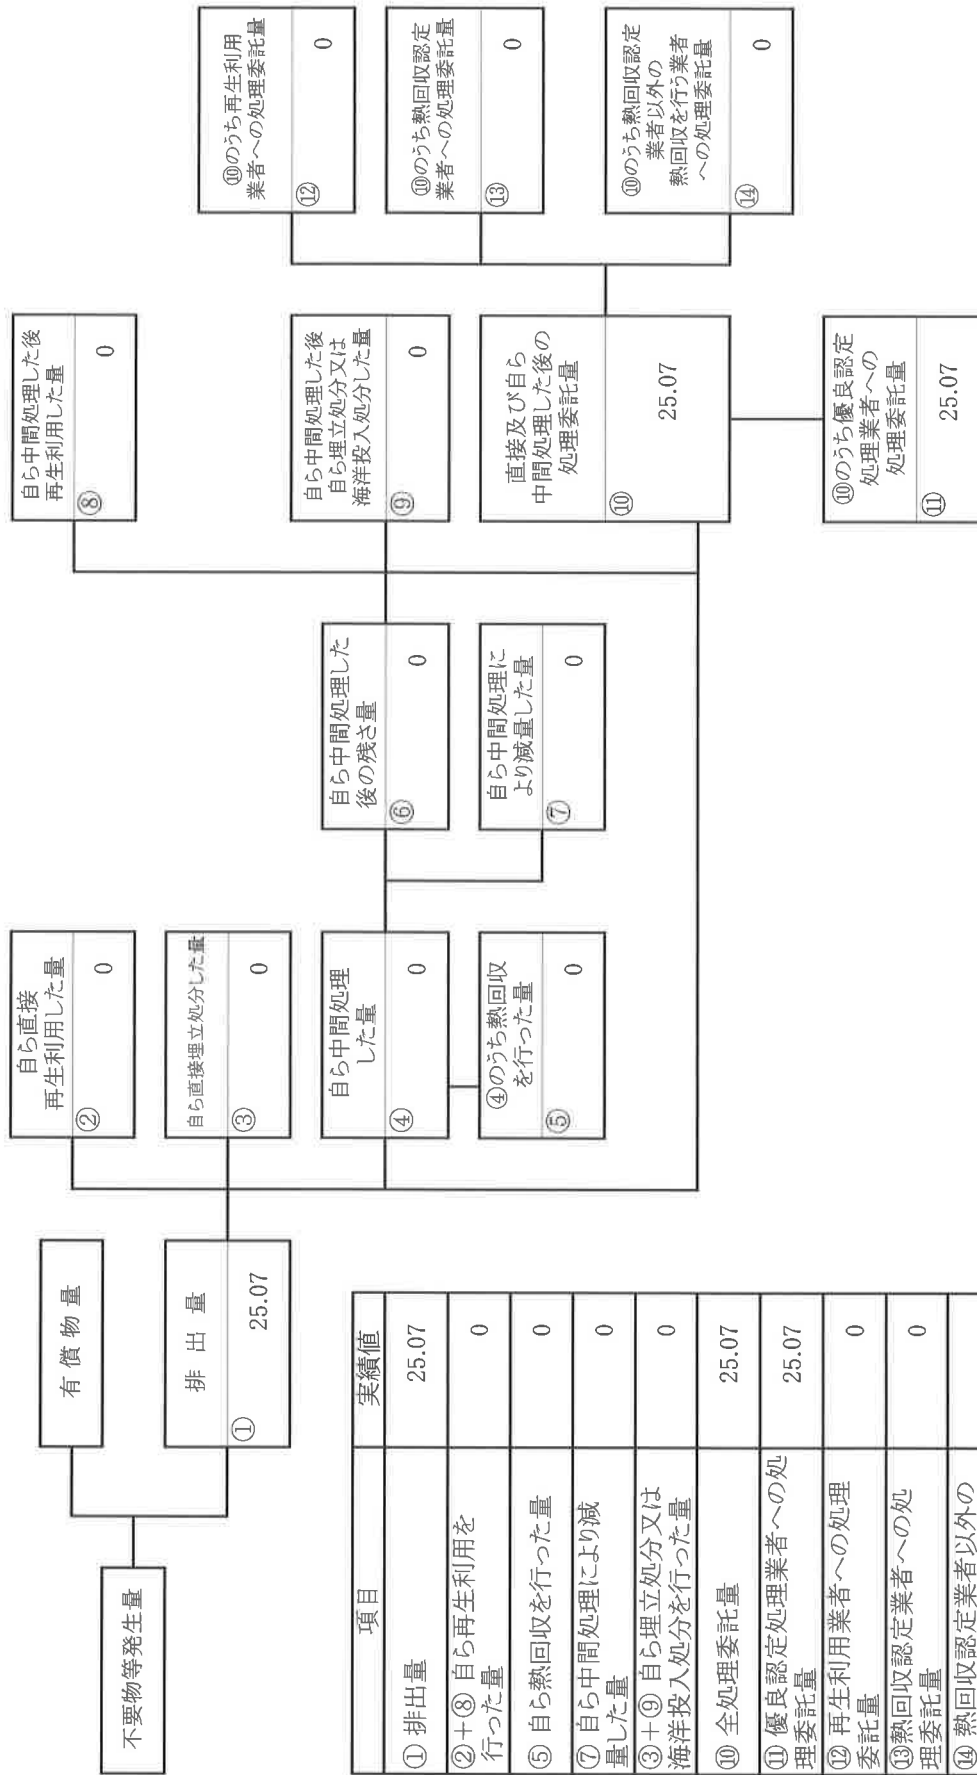 不要物等発生量
有償物量
排出量
①
25.07
自ら直接
再生利用した量
②
0
自ら直接埋立処分した量
③
0
自ら中間処理
した量
④
0
④のうち熱回収
を行った量
⑤
0
自ら中間処理した
後の残さ量
⑥
0
自ら中間処理に
より減量した量
⑦
0
自ら中間処理した後
再生利用した量
⑧
0
自ら中間処理した後
自ら埋立処分又は
海洋投入処分した量
⑨
0
直接及び自ら
中間処理した後の
処理委託量
⑩
25.07
⑩のうち優良認定
処理業者への
処理委託量
⑪
25.07
⑩のうち再生利用
業者への処理委託量
⑫
0
⑩のうち熱回収認定
業者への処理委託量
⑬
0
⑩のうち熱回収認定
業者以外の
熱回収を行う業者
への処理委託量
⑭
0
項目
実績値
①排出量
25.07
②+⑧自ら再生利用を
行った量
0
⑤自ら熱回収を行った量
0
⑦自ら中間処理により減
量した量
0
③+⑨自ら埋立処分又は
海洋投入処分を行った量
0
⑩全処理委託量
25.07
⑪優良認定処理業者への処
理委託量
25.07
⑫再生利用業者への処理
委託量
0
⑬熱回収認定業者への処
理委託量
0
⑭熱回収認定業者以外の